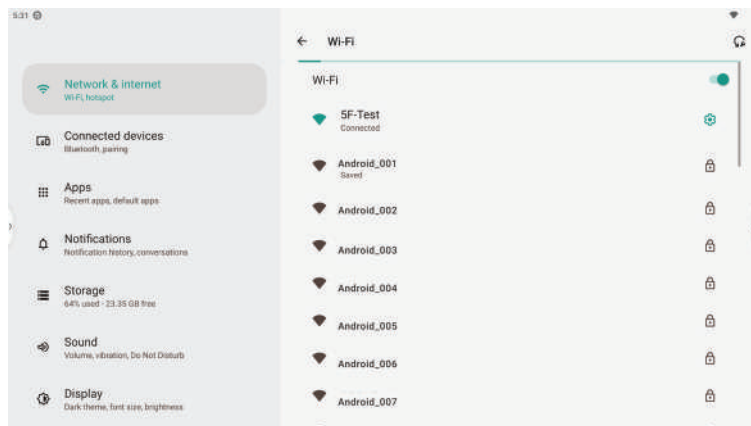 5:31
Network & internet
Wi-Fi, hotspot
Connected devices
Bluetooth, pairing
Apps
Recent apps, default apps
Notifications
Notification history, conversations
Storage
64% used - 23.35 GB free
Sound
Volume, vibration, Do Not Disturb
Display
Dark theme, font size, brightness
Wi-Fi
Wi-Fi
5F-Test
Connected
Android_001
Saved
Android_002
Android_003
Android_004
Android_005
Android_006
Android_007